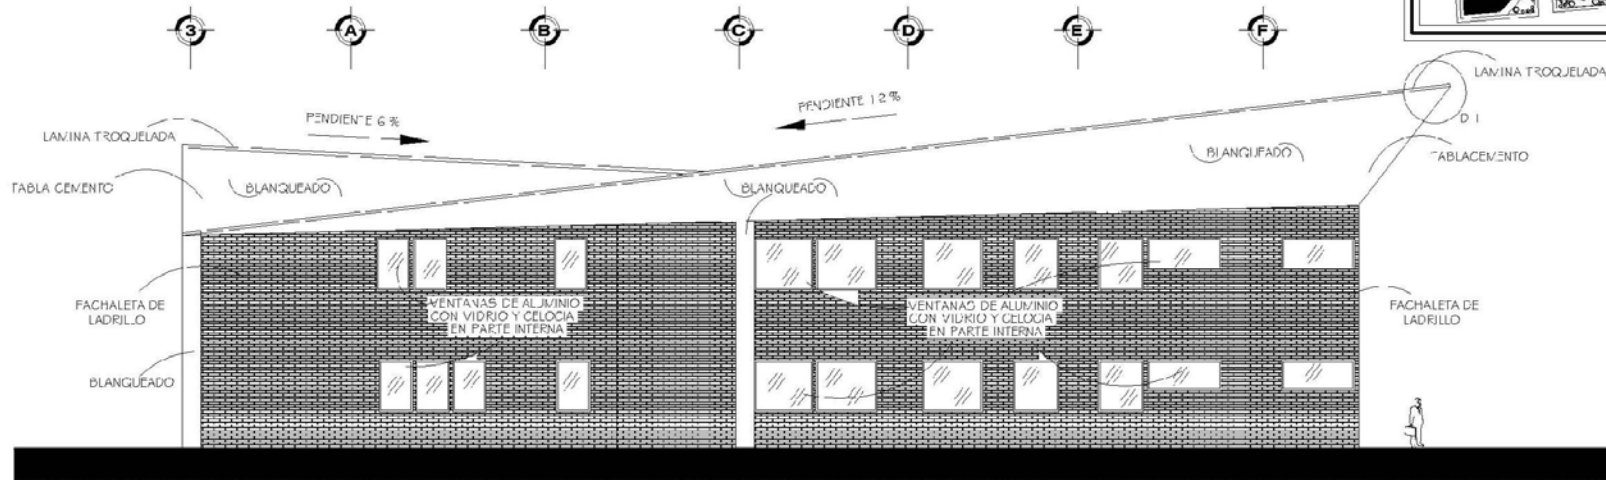 3 A B C D E F
LAMINA TROQUELADA
PENDIENTE 12%
PENDIENTE 6%
LAMINA TROQUELADA
D 1
BLANQUEADO
TABLACEMENTO
TABLA CEMENTO
BLANQUEADO
BLANQUEADO
FACHALETA DE
LADRILLO
VENTANAS DE ALUMINIO
CON VIDRIO Y CELOCIA
EN PARTE INTERNA
VENTANAS DE ALUMINIO
CON VIDRIO Y CELOCIA
EN PARTE INTERNA
FACHALETA DE
LADRILLO
BLANQUEADO